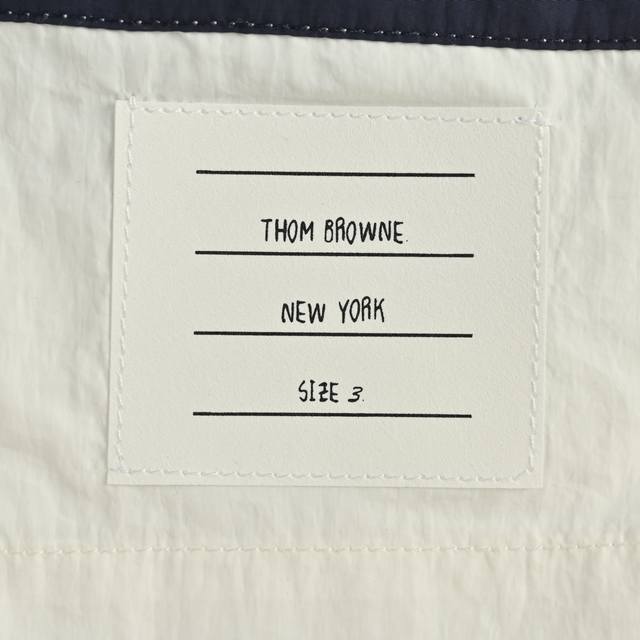 THOM BROWNE.
NEW YORK
SIZE 3.